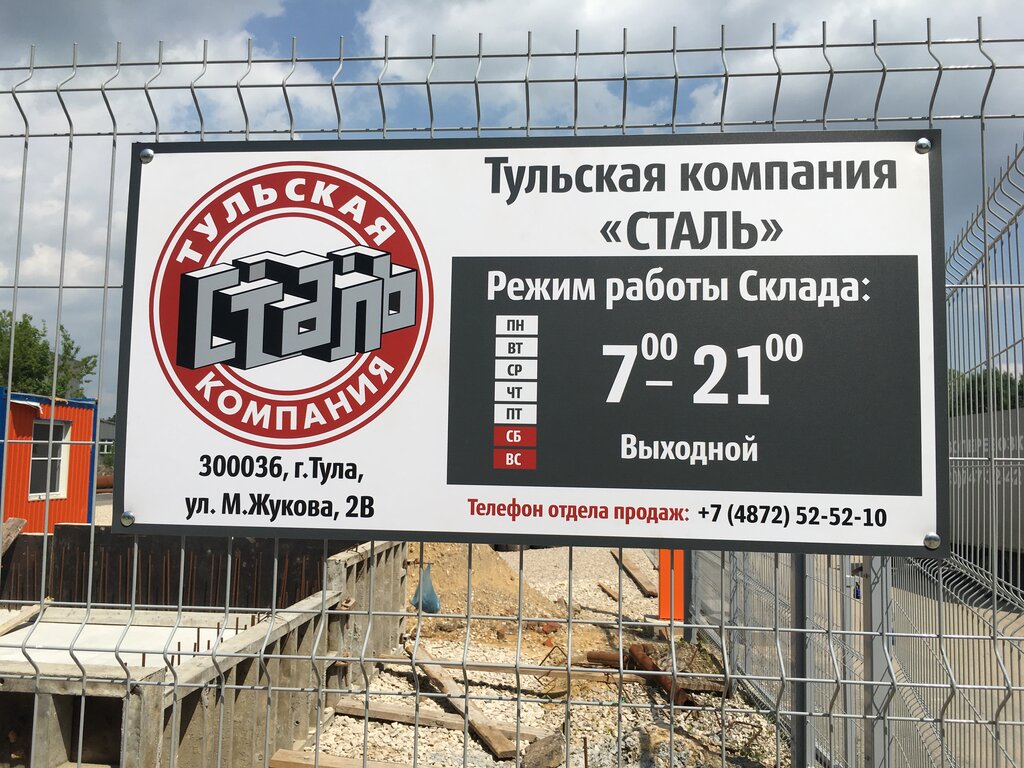 ТУЛЬСКАЯ
Сталь
КОМПАНИЯ
300036, г.Тула,
ул. М.Жукова, 2В
Тульская компания
«СТАЛЬ»
Режим работы Склада:
ПН
ВТ
СР
ЧТ
ПТ
7⁰⁰ – 21⁰⁰
СБ
ВС
Выходной
Телефон отдела продаж: +7 (4872) 52-52-10